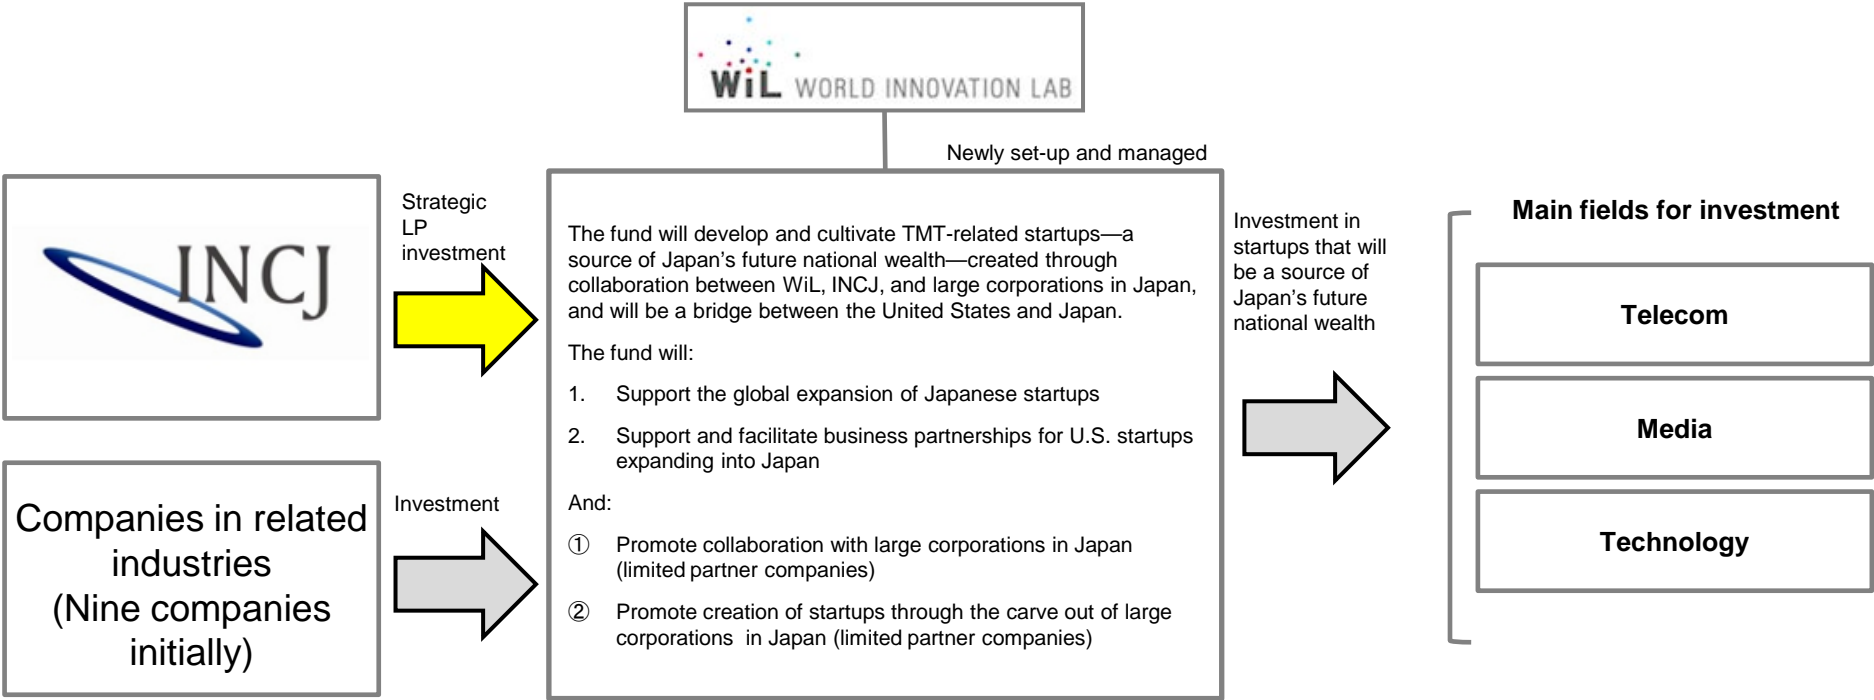 WiL WORLD INNOVATION LAB
Newly set-up and managed
INCJ
Strategic
LP
investment
Companies in related
industries
(Nine companies
initially)
Investment
The fund will develop and cultivate TMT-related startups—a
source of Japan’s future national wealth—created through
collaboration between WiL, INCJ, and large corporations in Japan,
and will be a bridge between the United States and Japan.
The fund will:
1. Support the global expansion of Japanese startups
2. Support and facilitate business partnerships for U.S. startups
expanding into Japan
And:
① Promote collaboration with large corporations in Japan
(limited partner companies)
② Promote creation of startups through the carve out of large
corporations in Japan (limited partner companies)
Investment in
startups that will
be a source of
Japan’s future
national wealth
Main fields for investment
Telecom
Media
Technology